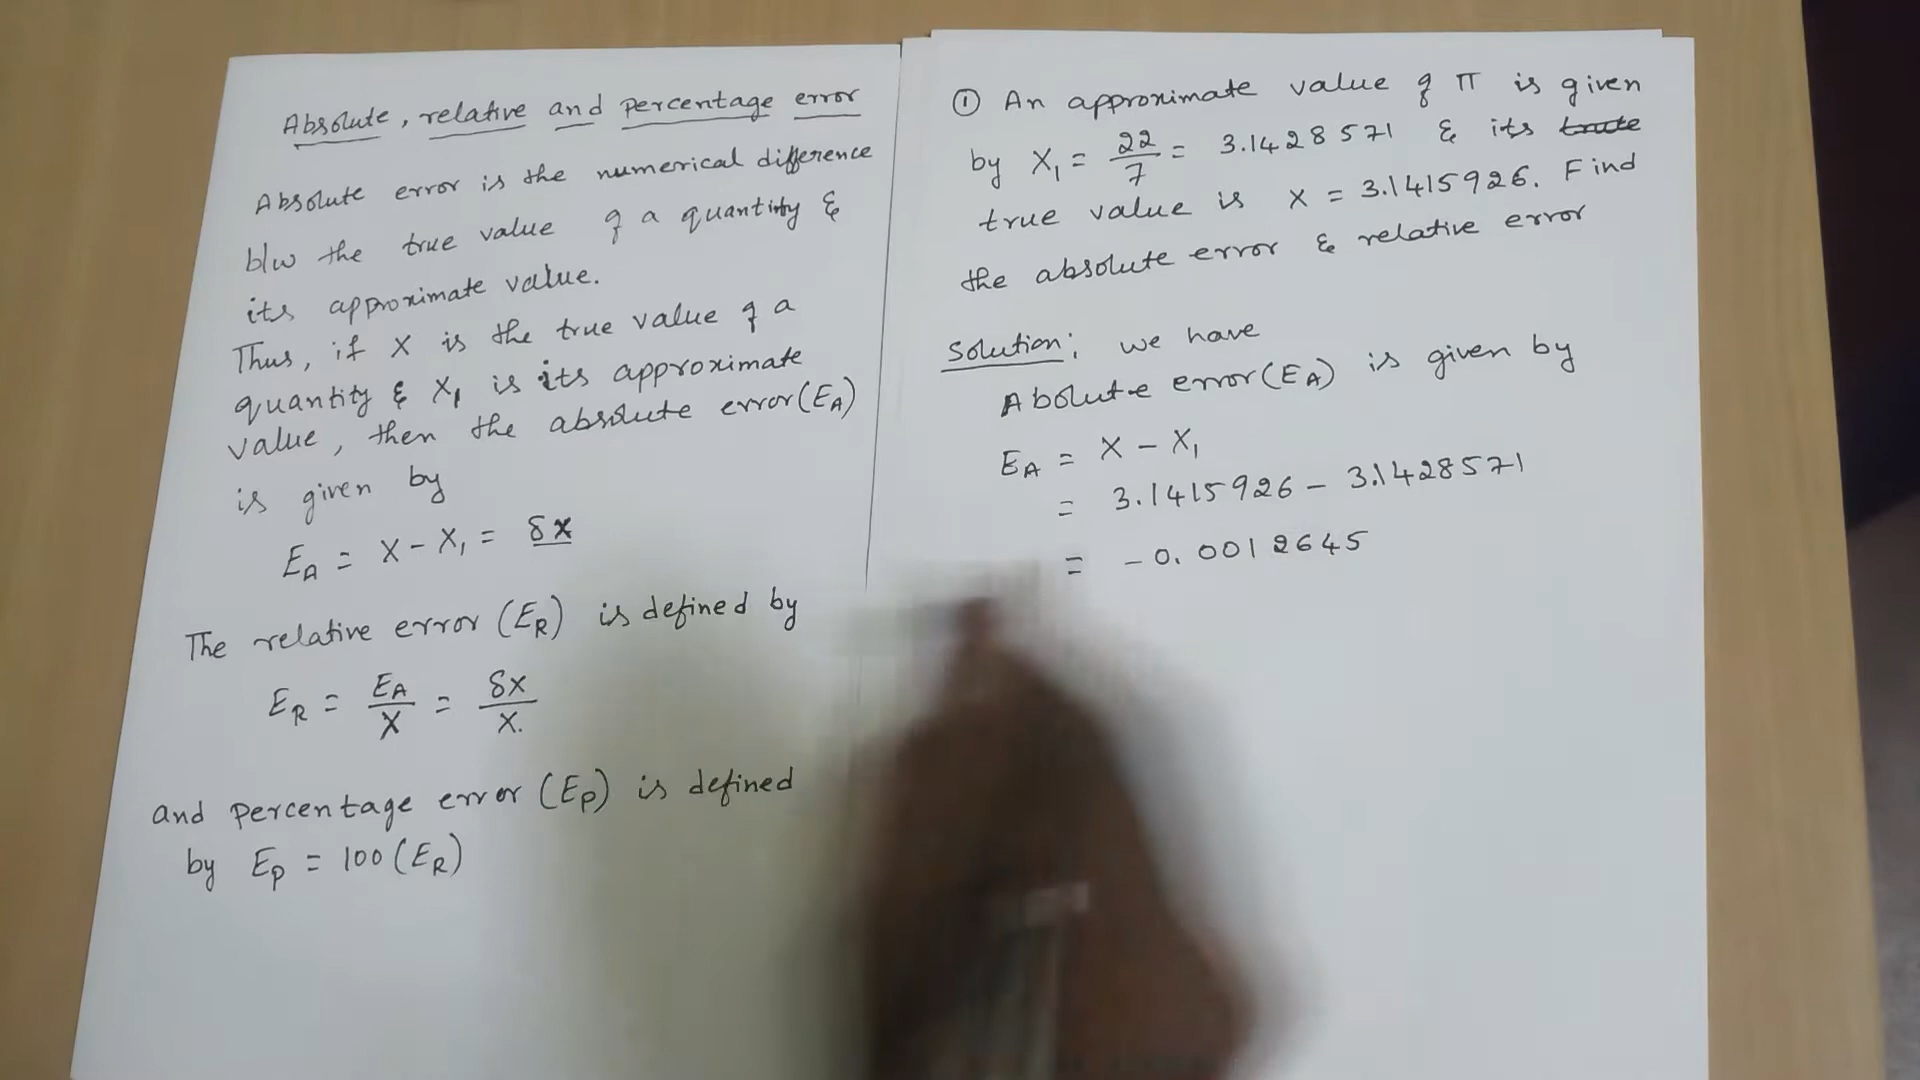 Absolute, relative and percentage error
Absolute error is the numerical difference
b/w the true value of a quantity &
its approximate value.
Thus, if X is the true value of a
quantity & X₁ is its approximate
value, then the absolute error(E_A)
is given by
E_A = X - X₁ = δx
The relative error (E_R) is defined by
E_R = E_A/X = δx/X.
and percentage error (E_p) is defined
by E_p = 100 (E_R)
① An approximate value of π is given
by X₁ = 22/7 = 3.1428571 & its trute
true value is X = 3.1415926. Find
the absolute error & relative error
Solution: we have
Abolute error(E_A) is given by
E_A = X - X₁
= 3.1415926 - 3.1428571
= -0.0012645